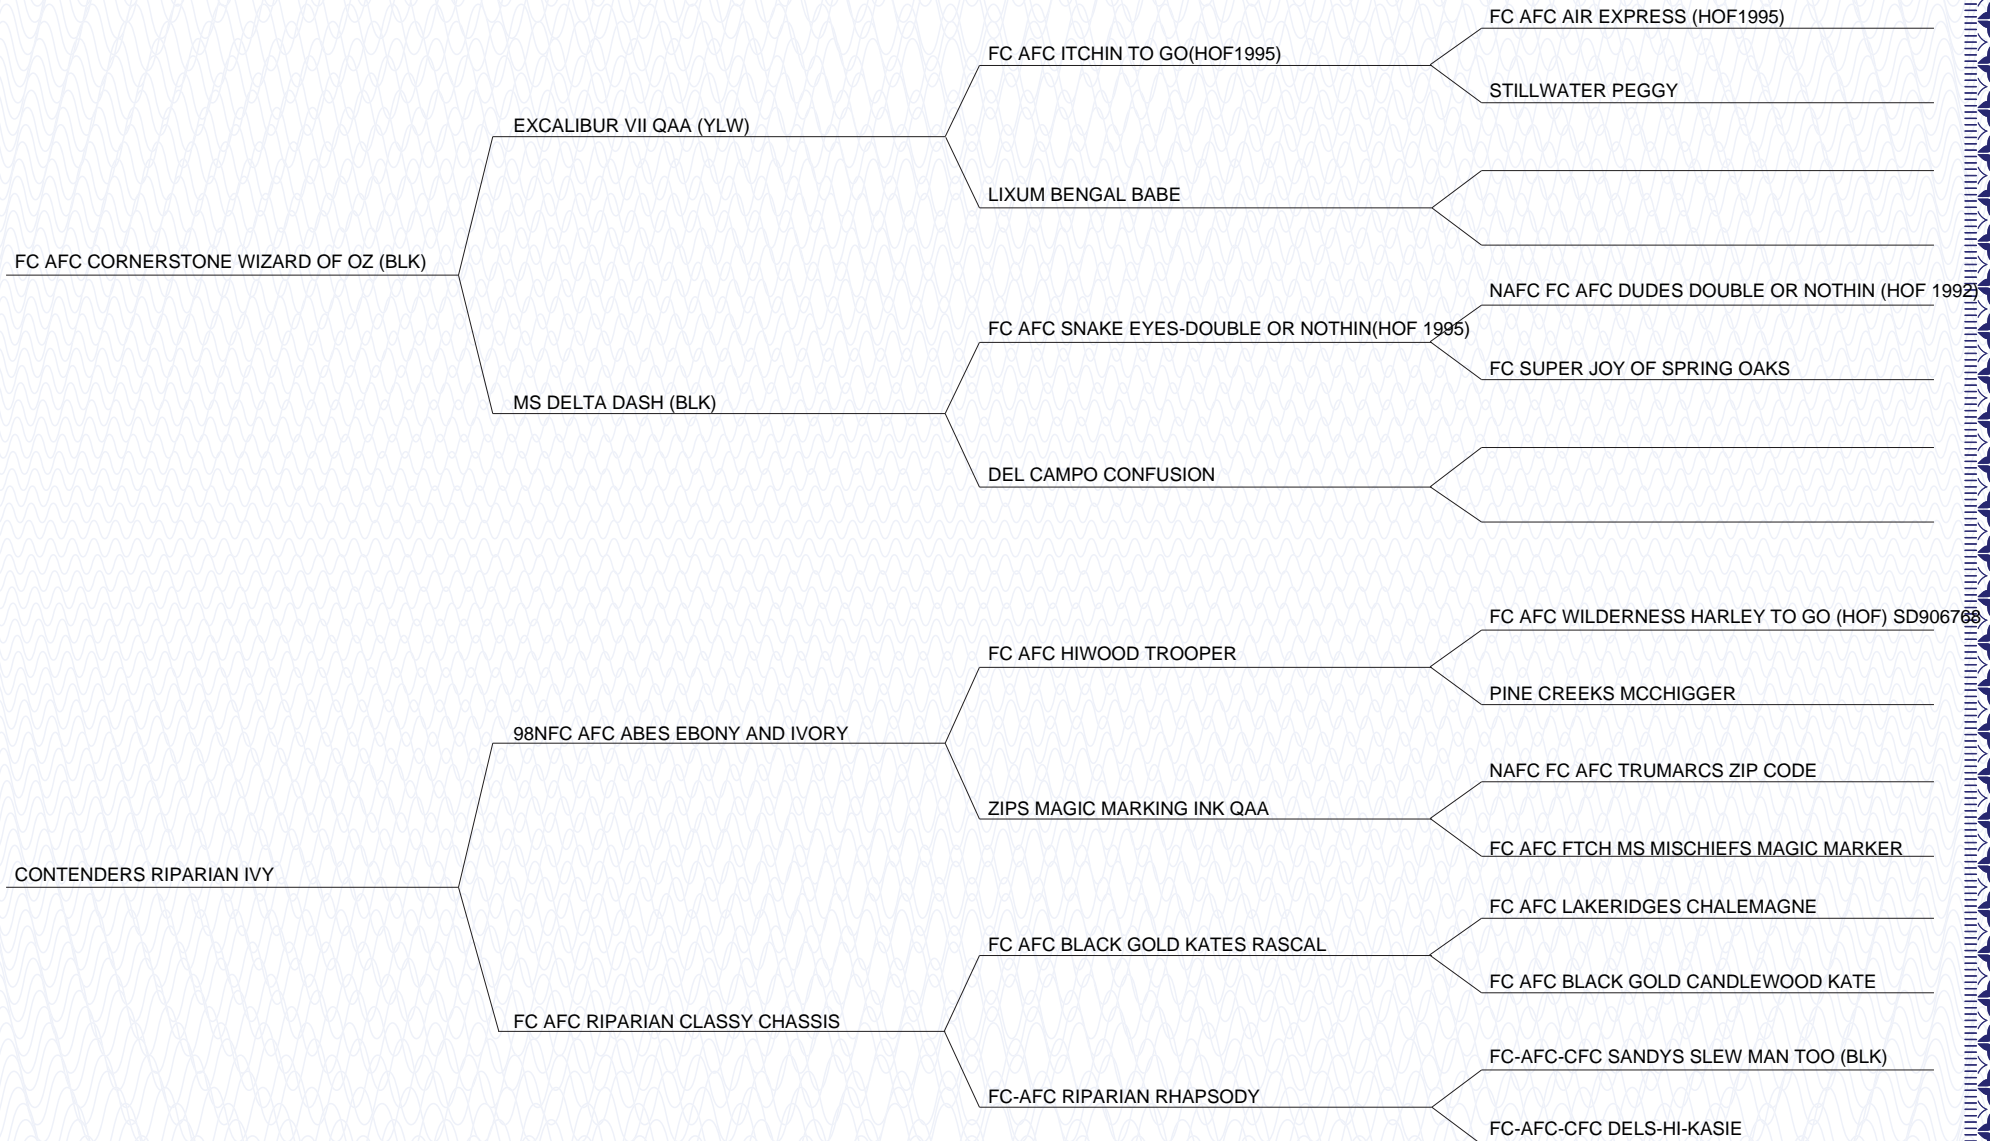 FC AFC AIR EXPRESS (HOF1995)
FC AFC ITCHIN TO GO(HOF1995)
STILLWATER PEGGY
EXCALIBUR VII QAA (YLW)
LIXUM BENGAL BABE
FC AFC CORNERSTONE WIZARD OF OZ (BLK)
NAFC FC AFC DUDES DOUBLE OR NOTHIN (HOF 1992)
FC AFC SNAKE EYES-DOUBLE OR NOTHIN(HOF 1995)
FC SUPER JOY OF SPRING OAKS
MS DELTA DASH (BLK)
DEL CAMPO CONFUSION
FC AFC WILDERNESS HARLEY TO GO (HOF) SD906768
FC AFC HIWOOD TROOPER
PINE CREEKS MCCHIGGER
98NFC AFC ABES EBONY AND IVORY
NAFC FC AFC TRUMARCS ZIP CODE
ZIPS MAGIC MARKING INK QAA
FC AFC FTCH MS MISCHIEFS MAGIC MARKER
CONTENDERS RIPARIAN IVY
FC AFC LAKERIDGES CHALEMAGNE
FC AFC BLACK GOLD KATES RASCAL
FC AFC BLACK GOLD CANDLEWOOD KATE
FC AFC RIPARIAN CLASSY CHASSIS
FC-AFC-CFC SANDYS SLEW MAN TOO (BLK)
FC-AFC RIPARIAN RHAPSODY
FC-AFC-CFC DELS-HI-KASIE